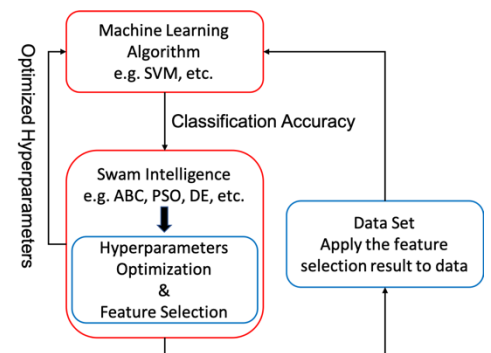 Machine Learning
Algorithm
e.g. SVM, etc.
Optimized Hyperparameters
Classification Accuracy
Swam Intelligence
e.g. ABC, PSO, DE, etc.
Hyperparameters
Optimization
&
Feature Selection
Data Set
Apply the feature
selection result to data